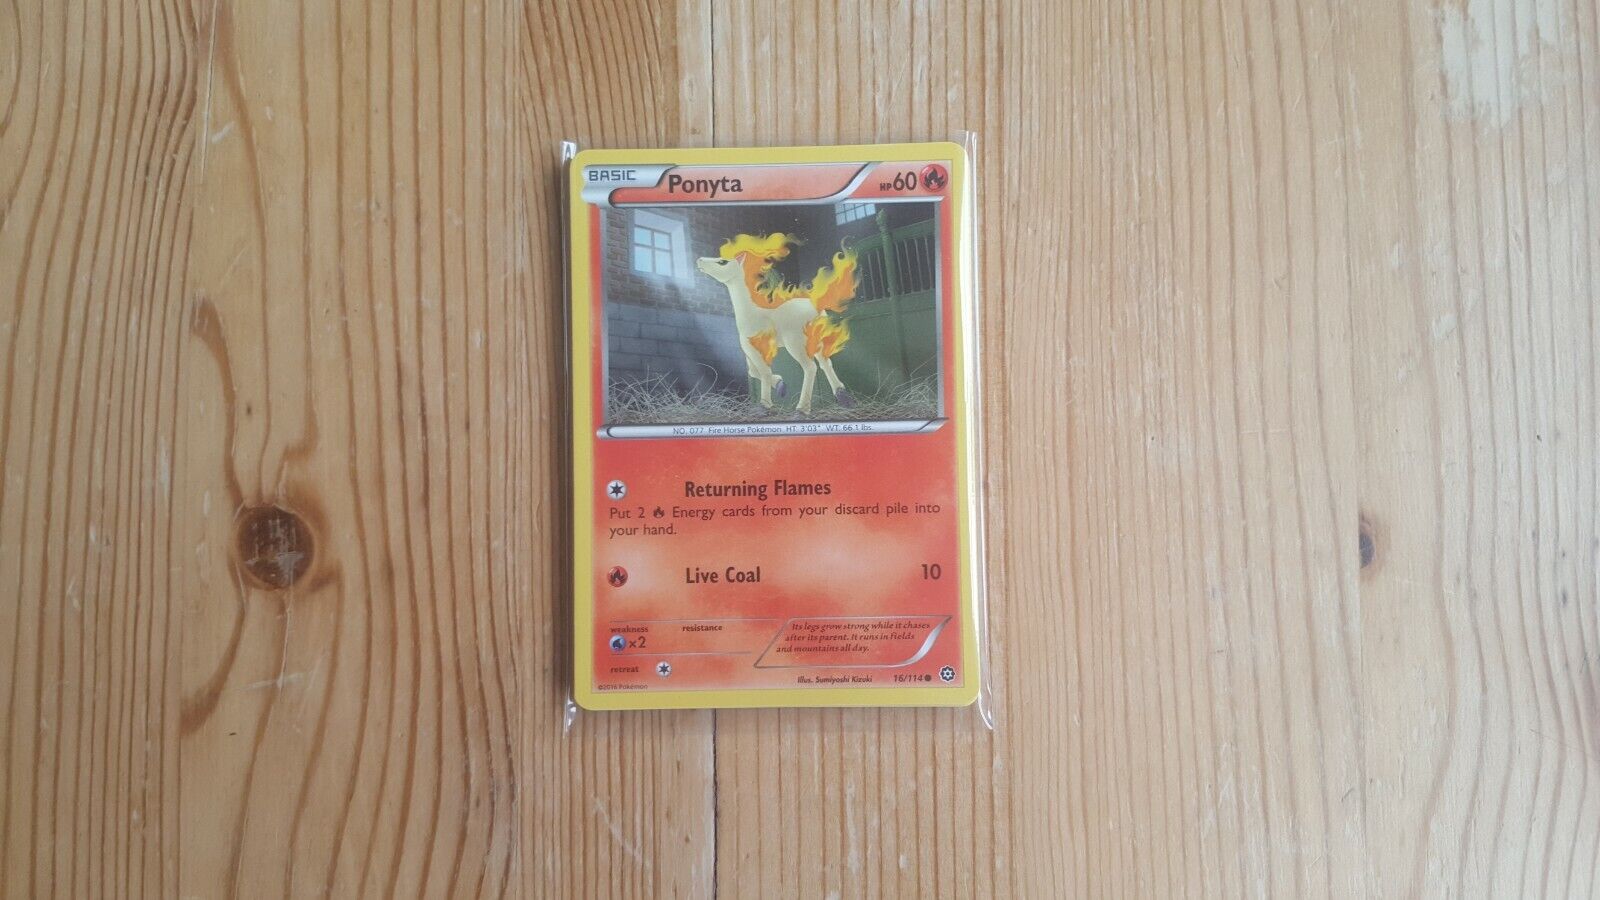 BASIC Ponyta HP60
NO. 077 Fire Horse Pokémon HT: 3'03" WT: 66.1 lbs.
Returning Flames
Put 2 Energy cards from your discard pile into
your hand.
Live Coal 10
weakness resistance
×2
retreat
Its legs grow strong while it chases
after its parent. It runs in fields
and mountains all day.
©2016 Pokémon
Illus. Sumiyoshi Kizuki 16/114